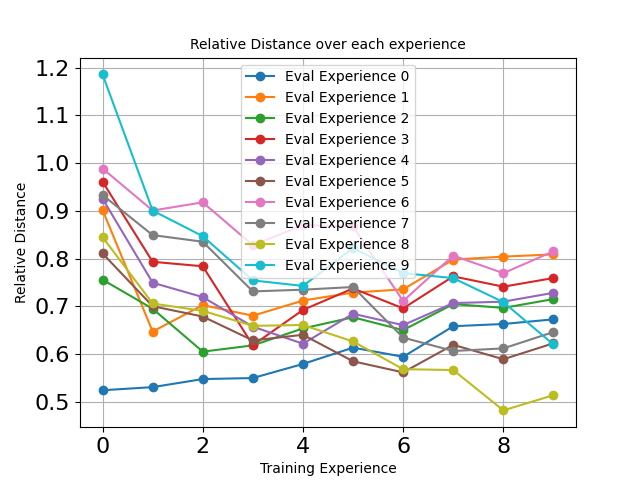 Relative Distance over each experience
1.2
1.1
1.0
0.9
0.8
0.7
0.6
0.5
Relative Distance
Eval Experience 0
Eval Experience 1
Eval Experience 2
Eval Experience 3
Eval Experience 4
Eval Experience 5
Eval Experience 6
Eval Experience 7
Eval Experience 8
Eval Experience 9
0 2 4 6 8
Training Experience